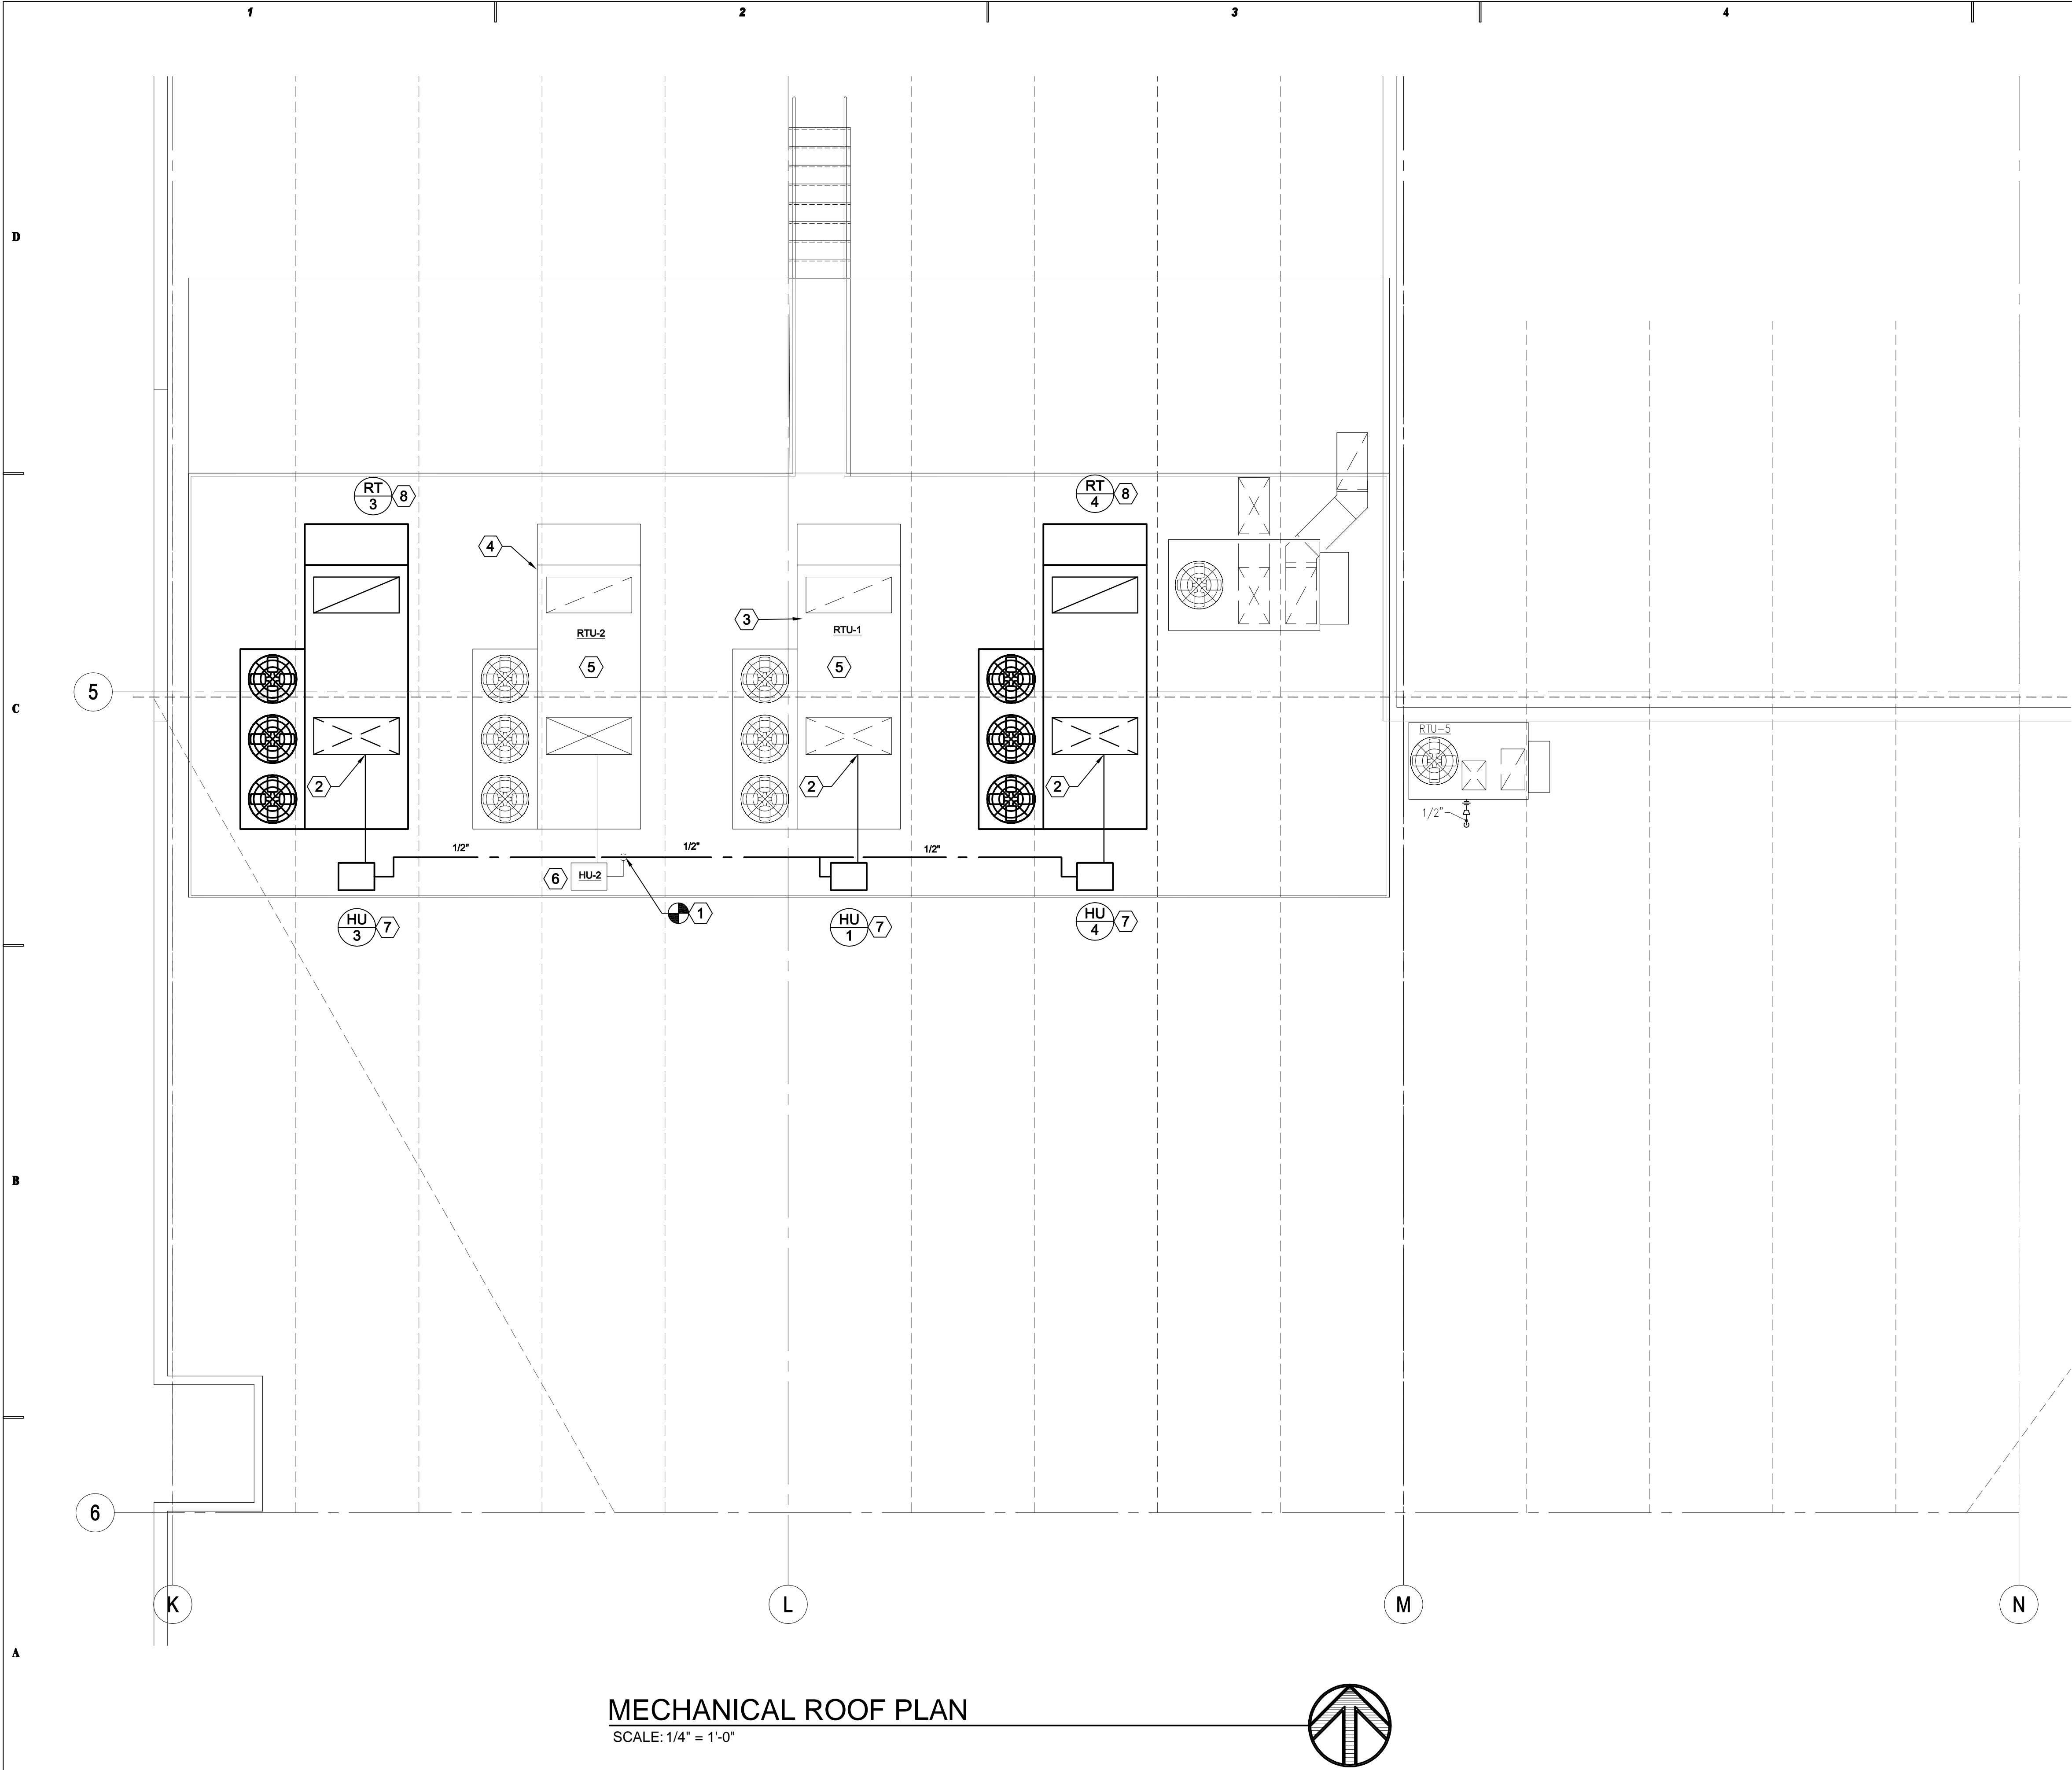 1 2 3 4
D
RT
3
8
RT
4
8
4
3
RTU-2
RTU-1
5
5
5
C
RTU-5
2
2
2
1/2"
1/2"
1/2"
1/2"
6
HU-2
1
HU
3
7
HU
1
7
HU
4
7
B
6
K
L
M
N
A
MECHANICAL ROOF PLAN
SCALE: 1/4" = 1'-0"